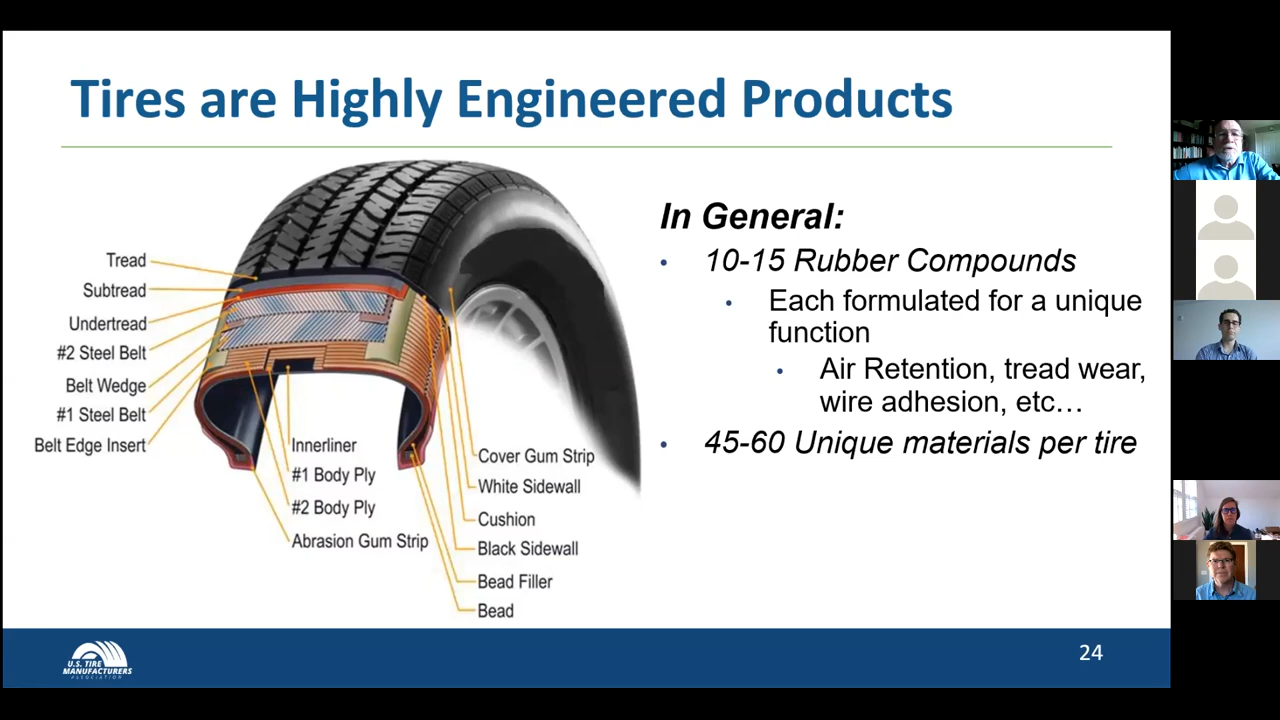 Tires are Highly Engineered Products
Tread
Subtread
Undertread
#2 Steel Belt
Belt Wedge
#1 Steel Belt
Belt Edge Insert
Innerliner
#1 Body Ply
#2 Body Ply
Abrasion Gum Strip
Cover Gum Strip
White Sidewall
Cushion
Black Sidewall
Bead Filler
Bead
In General:
• 10-15 Rubber Compounds
• Each formulated for a unique
function
• Air Retention, tread wear,
wire adhesion, etc…
• 45-60 Unique materials per tire
U.S. TIRE
MANUFACTURERS
ASSOCIATION
24